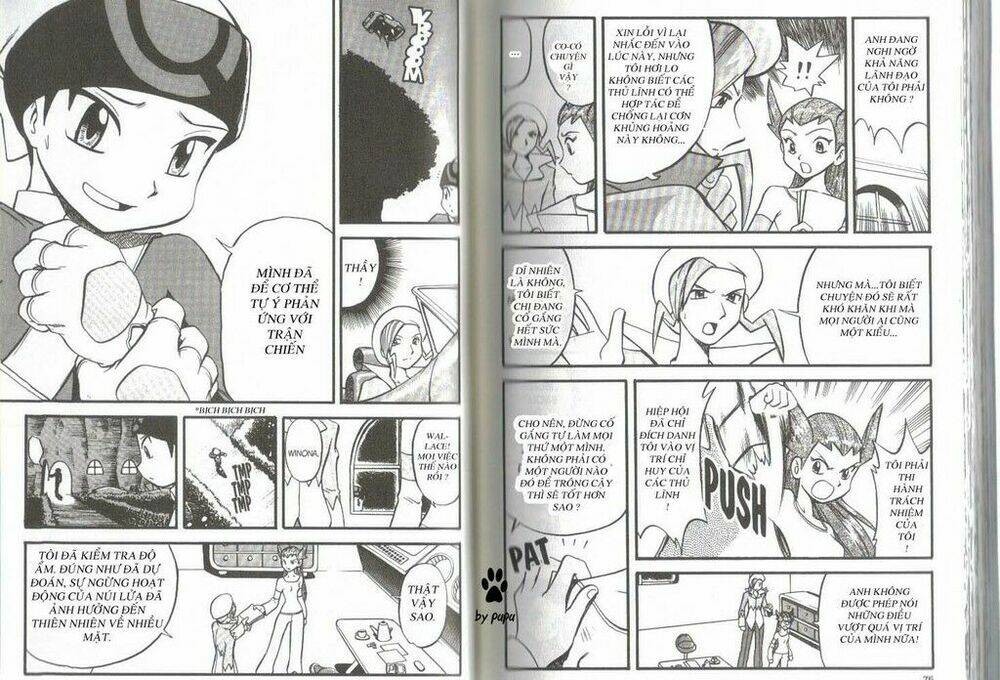 MÌNH ĐÃ
ĐỂ CƠ THỂ
TỰ Ý PHẢN
ỨNG VỚI
TRẬN
CHIẾN
VROOOM
THẦY
!
*BỊCH BỊCH BỊCH
TMP
TMP
TMP
TMP
WINONA.
WAL-
LACE!
MỌI VIỆC
THẾ NÀO
RỒI ?
TÔI ĐÃ KIỂM TRA ĐỘ
ẨM. ĐÚNG NHƯ ĐÃ DỰ
ĐOÁN, SỰ NGỪNG HOẠT
ĐỘNG CỦA NÚI LỬA ĐÃ
ẢNH HƯỞNG ĐẾN
THIÊN NHIÊN VỀ NHIỀU
MẶT.
THẬT
VẬY
SAO.
by papa
...
CO-CÓ
CHUYỆN
GÌ
VẬY
?
XIN LỖI VÌ LẠI
NHẮC ĐẾN VÀO
LÚC NÀY, NHƯNG
TÔI HƠI LO
KHÔNG BIẾT CÁC
THỦ LĨNH CÓ THỂ
HỢP TÁC ĐỂ
CHỐNG LẠI CƠN
KHỦNG HOẢNG
NÀY KHÔNG...
!!
ANH ĐANG
NGHI NGỜ
KHẢ NĂNG
LÃNH ĐẠO
CỦA TÔI PHẢI
KHÔNG ?
DĨ NHIÊN
LÀ KHÔNG,
TÔI BIẾT
CHỊ ĐANG
CỐ GẮNG
HẾT SỨC
MÌNH MÀ.
NHƯNG MÀ...TÔI BIẾT
CHUYỆN ĐÓ SẼ RẤT
KHÓ KHĂN KHI MÀ
MỌI NGƯỜI AI CŨNG
MỘT KIỂU...
CHO NÊN, ĐỪNG CỐ
GẮNG TỰ LÀM MỌI
THỨ MỘT MÌNH.
KHÔNG PHẢI CÓ
MỘT NGƯỜI NÀO
ĐÓ ĐỂ TRÔNG CẬY
THÌ SẼ TỐT HƠN
SAO ?
PAT
HIỆP HỘI
ĐÃ CHỈ
ĐÍCH DANH
TÔI VÀO VỊ
TRÍ CHỈ
HUY CỦA
CÁC THỦ
LĨNH !
PUSH
TÔI PHẢI
THI
HÀNH
TRÁCH
NHIỆM
CỦA TÔI
!
ANH KHÔNG
ĐƯỢC PHÉP NÓI
NHỮNG ĐIỀU
VƯỢT QUÁ VỊ TRÍ
CỦA MÌNH NỮA!
76